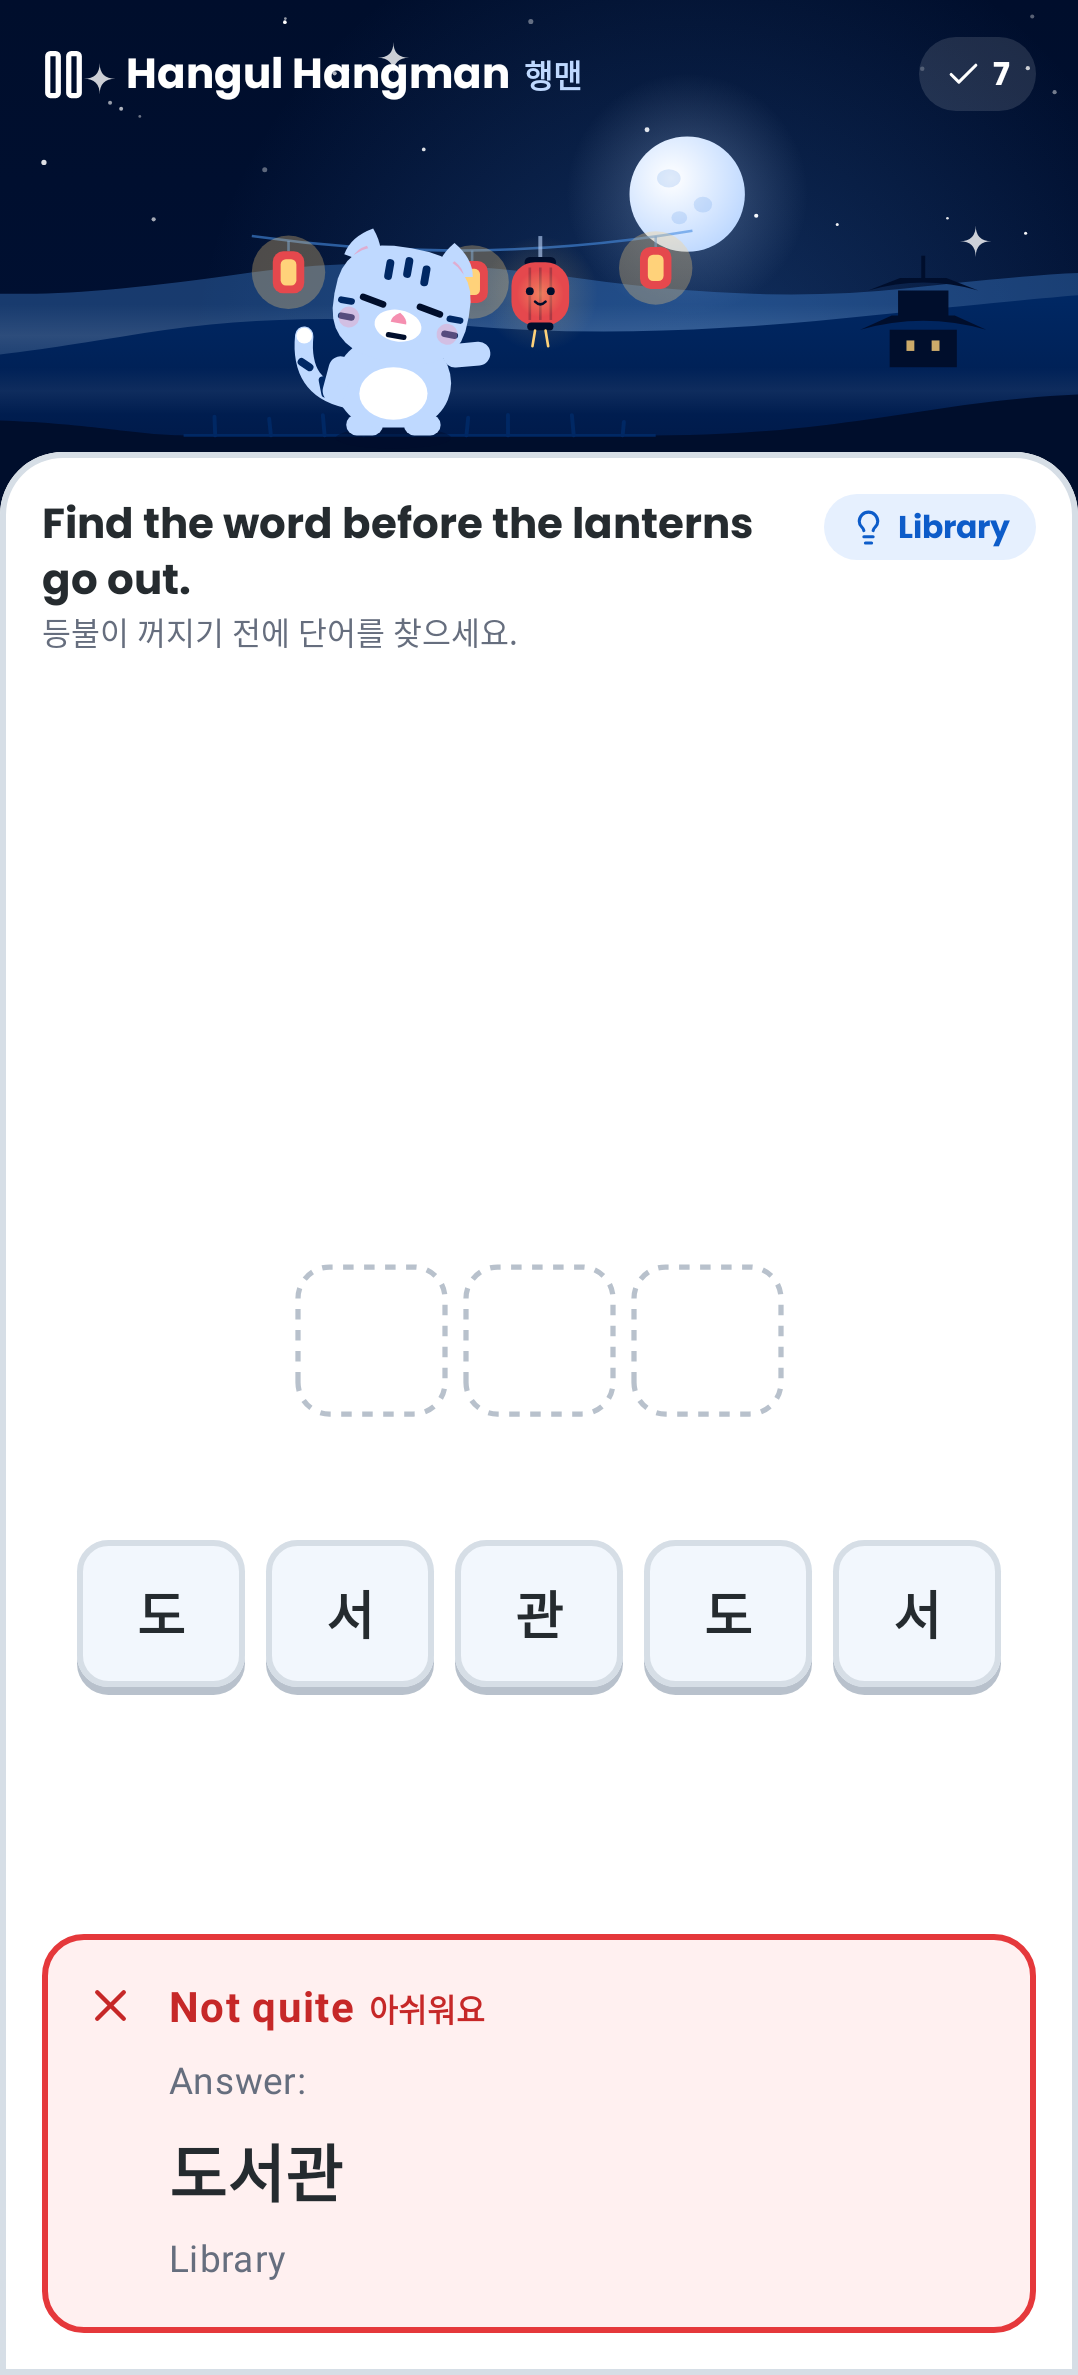 Hangul Hangman 행맨
7
Find the word before the lanterns
go out.
Library
등불이 꺼지기 전에 단어를 찾으세요.
도 서 관 도 서
Not quite 아쉬워요
Answer:
도서관
Library